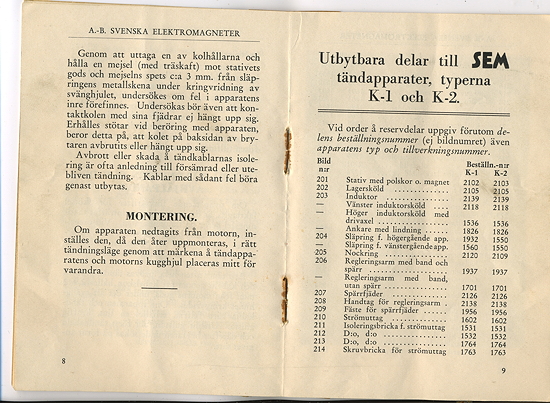 A.-B. SVENSKA ELEKTROMAGNETER
Genom att uttaga en av kolhållarna och
hålla en mejsel (med träskaft) mot stativets
gods och mejselns spets c:a 3 mm. från släp-
ringens metallskena under kringvridning av
svänghjulet, undersökes om fel i apparatens
inre förefinnes. Undersökas bör även att kon-
taktkolen med sina fjädrar ej hängt upp sig.
Erhålles stötar vid beröring med apparaten,
beror detta på, att kolet på baksidan av bry-
taren avbrutits eller hängt upp sig.
Avbrott eller skada å tändkablarnas isole-
ring är ofta anledning till försämrad eller ute-
bliven tändning. Kablar med sådant fel böra
genast utbytas.
MONTERING.
Om apparaten nedtagits från motorn, in-
ställes den, då den åter uppmonteras, i rätt
tändningsläge genom att märkena å tändappa-
ratens och motorns kugghjul placeras mitt för
varandra.
8
Utbytbara delar till SEM
tändapparater, typerna
K-1 och K-2.
Vid order å reservdelar uppgiv förutom de-
lens beställningsnummer (ej bildnumret) även
apparatens typ och tillverkningsnummer.
Bild Beställn.-n:r
n:r K-1 K-2
201 Stativ med polskor o. magnet 2102 2103
202 Lagersköld ................ 2105 2105
203 Induktor .................. 2139 2139
— Vänster induktorsköld 2118 2118
— Höger induktorsköld med
drivaxel .................. 1536 1536
— Ankare med lindning .... 1826 1826
204 Släpring f. högergående app. 1932 1550
— Släpring f. vänstergåendeapp. 1560 1550
205 Nockring .................. 2120 2109
206 Regleringsarm med band och
spärr ..................... 1937 1937
— Regleringsarm med band,
utan spärr ................ 1701 1701
207 Spärrfjäder ............... 2126 2126
208 Handtag för regleringsarm . 2138 2138
209 Fäste för spärrfjäder ..... 1956 1956
210 Strömuttag ................ 1602 1602
211 Isoleringsbricka f. strömuttag 1531 1531
212 D:o, d:o .................. 1532 1532
213 D:o, d:o .................. 1764 1764
214 Skruvbricka för strömuttag 1763 1763
9